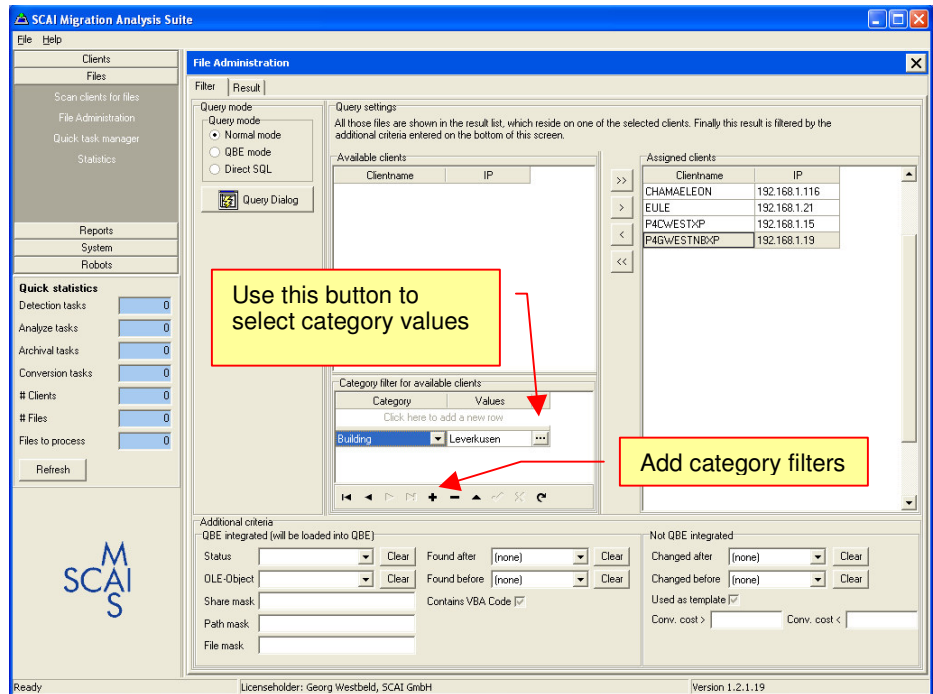 SCAI Migration Analysis Suite
File Help
Clients
Files
Scan clients for files
File Administration
Quick task manager
Statistics
Reports
System
Robots
Quick statistics
Detection tasks 0
Analyze tasks 0
Archival tasks 0
Conversion tasks 0
# Clients 0
# Files 0
Files to process 0
Refresh
SCAI
MAS
File Administration
Filter Result
Query mode
Query mode
Normal mode
QBE mode
Direct SQL
Query Dialog
Query settings
All those files are shown in the result list, which reside on one of the selected clients. Finally this result is filtered by the
additional criteria entered on the bottom of this screen.
Available clients
Clientname IP
>>
>
<
<<
Assigned clients
Clientname IP
CHAMAELEON 192.168.1.116
EULE 192.168.1.21
P4CWESTXP 192.168.1.15
P4GWESTNBXP 192.168.1.19
Use this button to
select category values
Category filter for available clients
Category Values
Click here to add a new row
Building Leverkusen ...
Add category filters
Additional criteria
QBE integrated (will be loaded into QBE)
Status Clear Found after (none) Clear
OLE-Object Clear Found before (none) Clear
Share mask Contains VBA Code
Path mask
File mask
Not QBE integrated
Changed after (none) Clear
Changed before (none) Clear
Used as template
Conv. cost > Conv. cost <
Ready Licenseholder: Georg Westbeld, SCAI GmbH Version 1.2.1.19